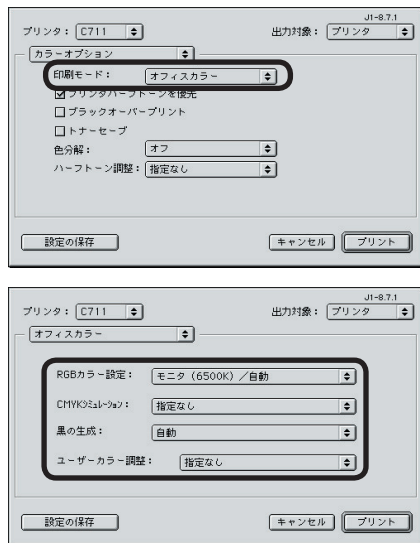 J1-8.7.1
プリンタ： C711 出力対象： プリンタ
カラーオプション
印刷モード： オフィスカラー
プリンタハーフトーンを優先
ブラックオーバープリント
トナーセーブ
色分解： オフ
ハーフトーン調整： 指定なし
設定の保存 キャンセル プリント
J1-8.7.1
プリンタ： C711 出力対象： プリンタ
オフィスカラー
RGBカラー設定： モニタ（6500K）／自動
CMYKシミュレーション： 指定なし
黒の生成： 自動
ユーザーカラー調整： 指定なし
設定の保存 キャンセル プリント